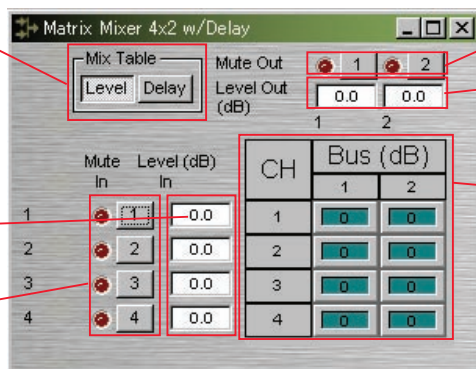 Matrix Mixer 4x2 w/Delay
Mix Table
Level Delay
Mute Out 1 2
Level Out (dB) 0.0 0.0
1 2
Mute In Level (dB) In
CH Bus (dB)
1 2
1 1 0.0 1 0 0
2 2 0.0 2 0 0
3 3 0.0 3 0 0
4 4 0.0 4 0 0